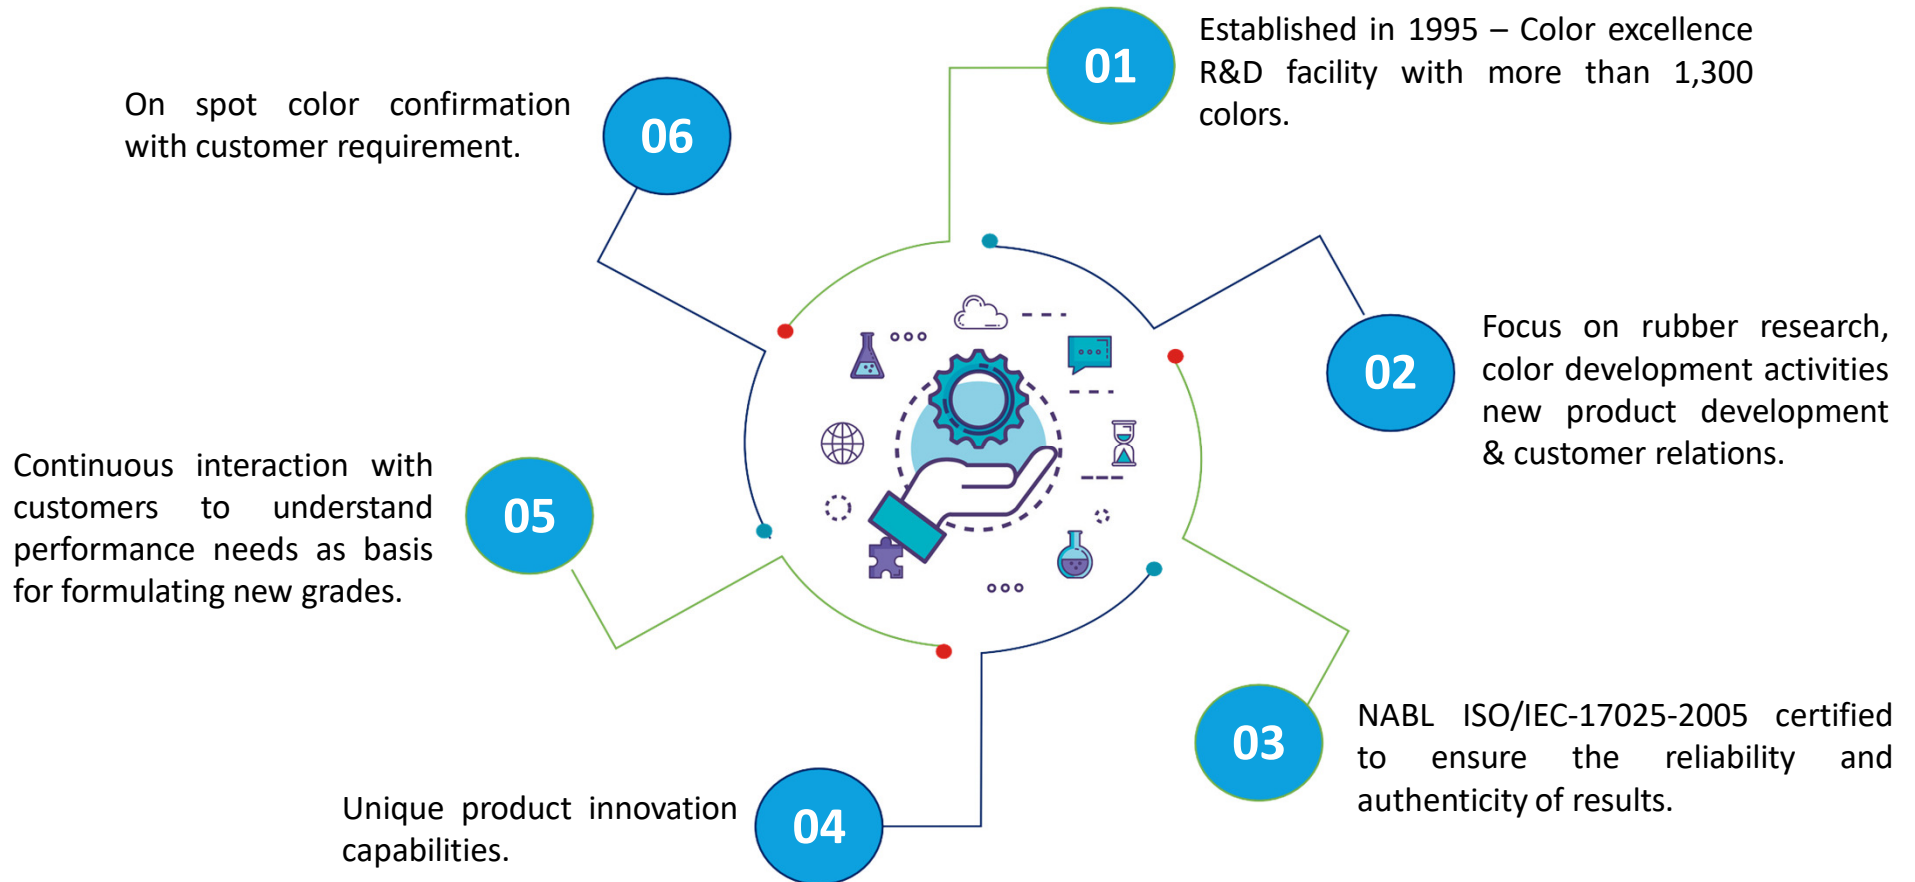 01
Established in 1995 – Color excellence
R&D facility with more than 1,300
colors.
02
Focus on rubber research,
color development activities
new product development
& customer relations.
03
NABL ISO/IEC-17025-2005 certified
to ensure the reliability and
authenticity of results.
04
Unique product innovation
capabilities.
05
Continuous interaction with
customers to understand
performance needs as basis
for formulating new grades.
06
On spot color confirmation
with customer requirement.